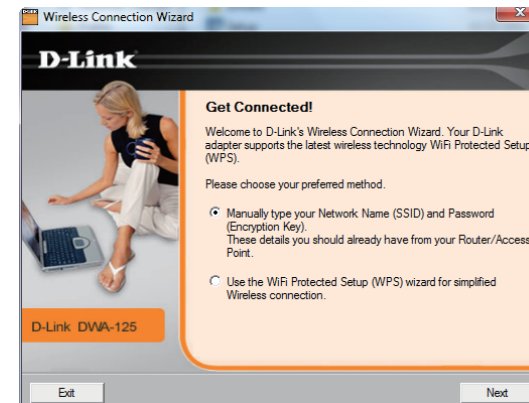 Wireless Connection Wizard
D-Link
Get Connected!
Welcome to D-Link's Wireless Connection Wizard. Your D-Link
adapter supports the latest wireless technology WiFi Protected Setup
(WPS).
Please choose your preferred method.
Manually type your Network Name (SSID) and Password
(Encryption Key).
These details you should already have from your Router/Access
Point.
Use the WiFi Protected Setup (WPS) wizard for simplified
Wireless connection.
D-Link DWA-125
Exit
Next